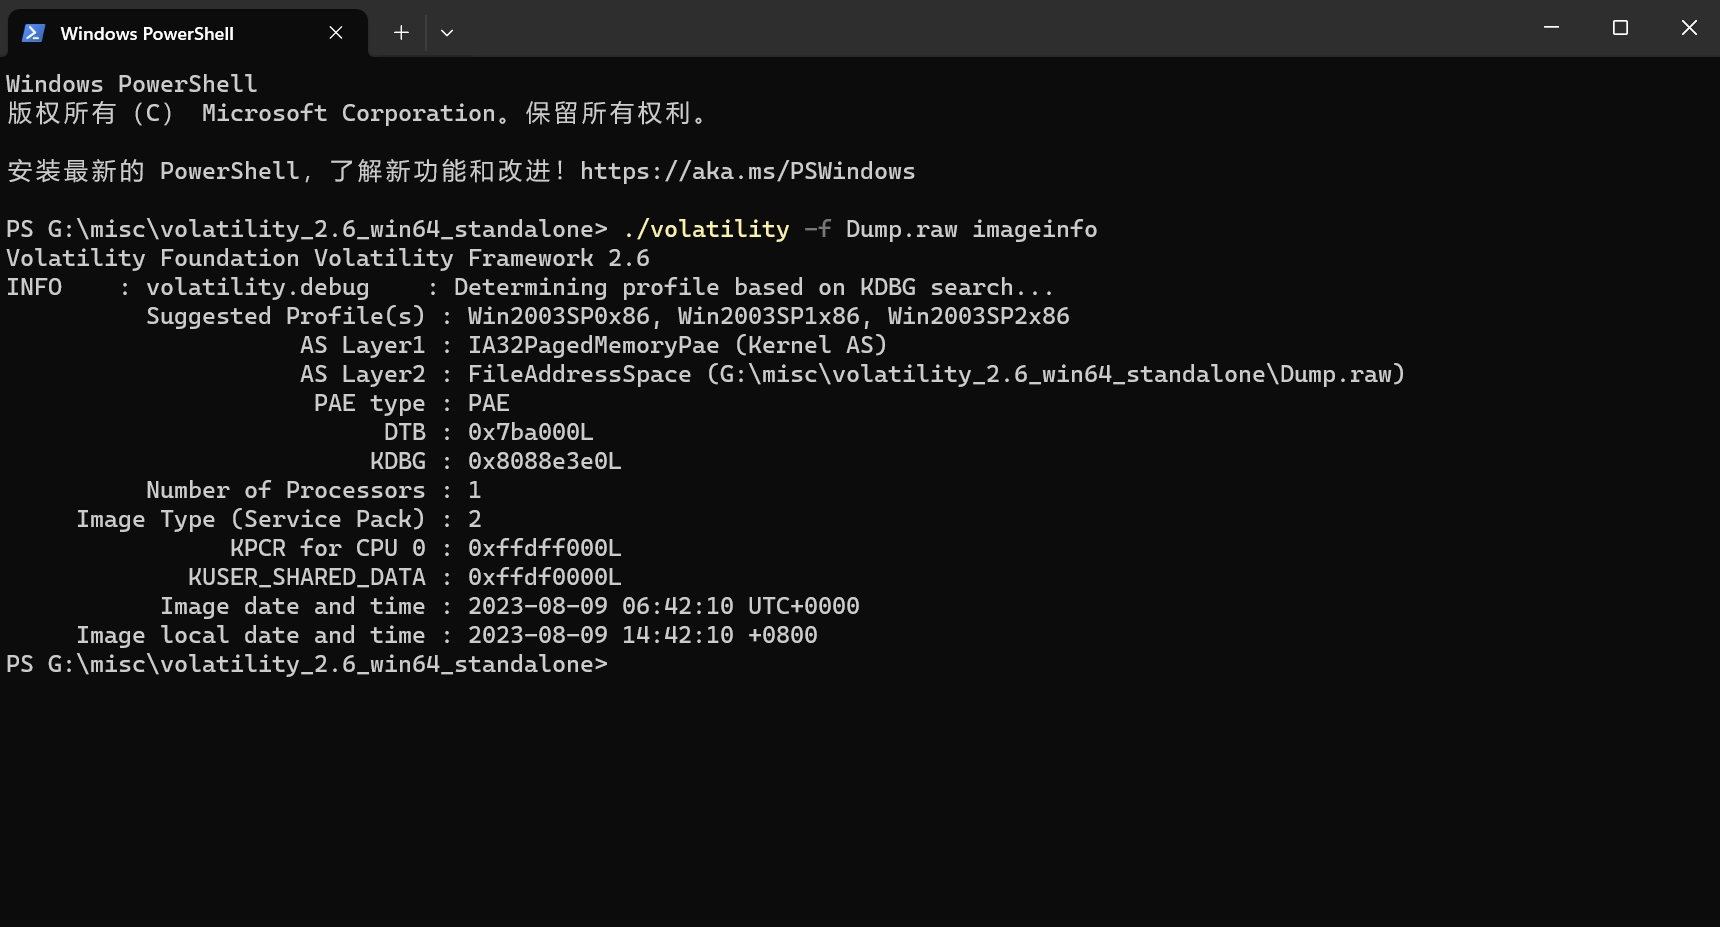 Windows PowerShell
Windows PowerShell
版权所有 (C) Microsoft Corporation。保留所有权利。
安装最新的 PowerShell，了解新功能和改进！https://aka.ms/PSWindows
PS G:\misc\volatility_2.6_win64_standalone> ./volatility -f Dump.raw imageinfo
Volatility Foundation Volatility Framework 2.6
INFO    : volatility.debug    : Determining profile based on KDBG search...
          Suggested Profile(s) : Win2003SP0x86, Win2003SP1x86, Win2003SP2x86
                     AS Layer1 : IA32PagedMemoryPae (Kernel AS)
                     AS Layer2 : FileAddressSpace (G:\misc\volatility_2.6_win64_standalone\Dump.raw)
                      PAE type : PAE
                           DTB : 0x7ba000L
                          KDBG : 0x8088e3e0L
          Number of Processors : 1
     Image Type (Service Pack) : 2
                KPCR for CPU 0 : 0xffdff000L
             KUSER_SHARED_DATA : 0xffdf0000L
           Image date and time : 2023-08-09 06:42:10 UTC+0000
     Image local date and time : 2023-08-09 14:42:10 +0800
PS G:\misc\volatility_2.6_win64_standalone>